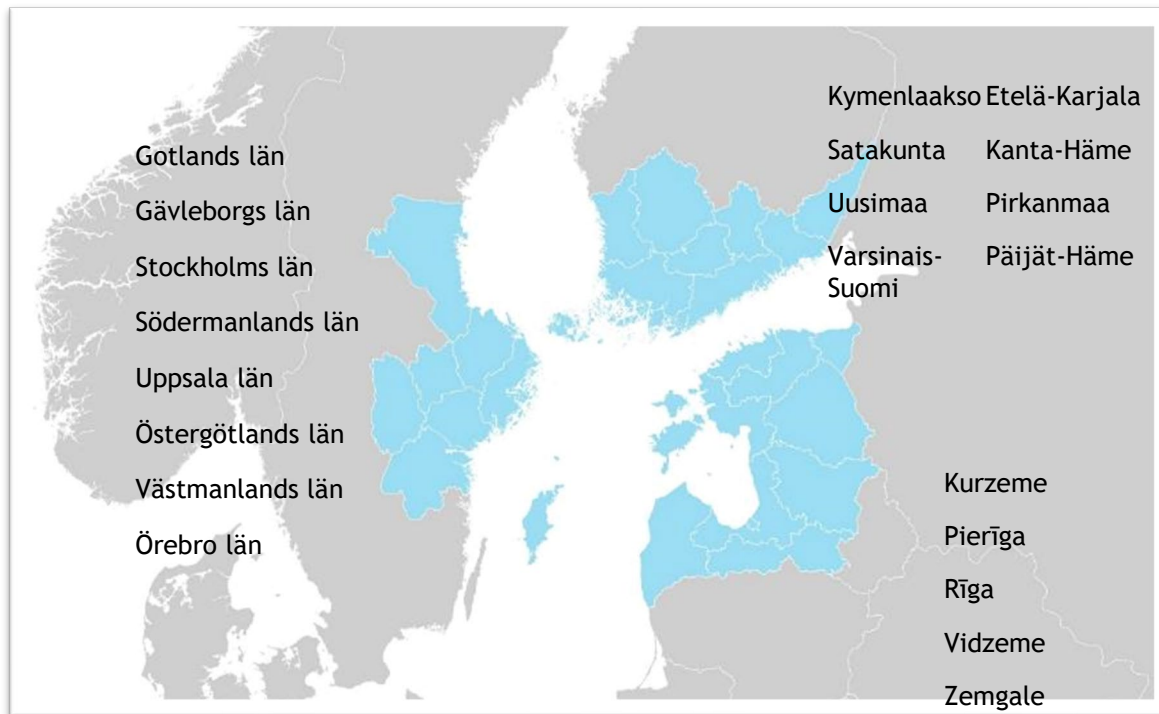 Gotlands län
Gävleborgs län
Stockholms län
Södermanlands län
Uppsala län
Östergötlands län
Västmanlands län
Örebro län
Kymenlaakso Etelä-Karjala
Satakunta Kanta-Häme
Uusimaa Pirkanmaa
Varsinais- Päijät-Häme
Suomi
Kurzeme
Pierīga
Rīga
Vidzeme
Zemgale